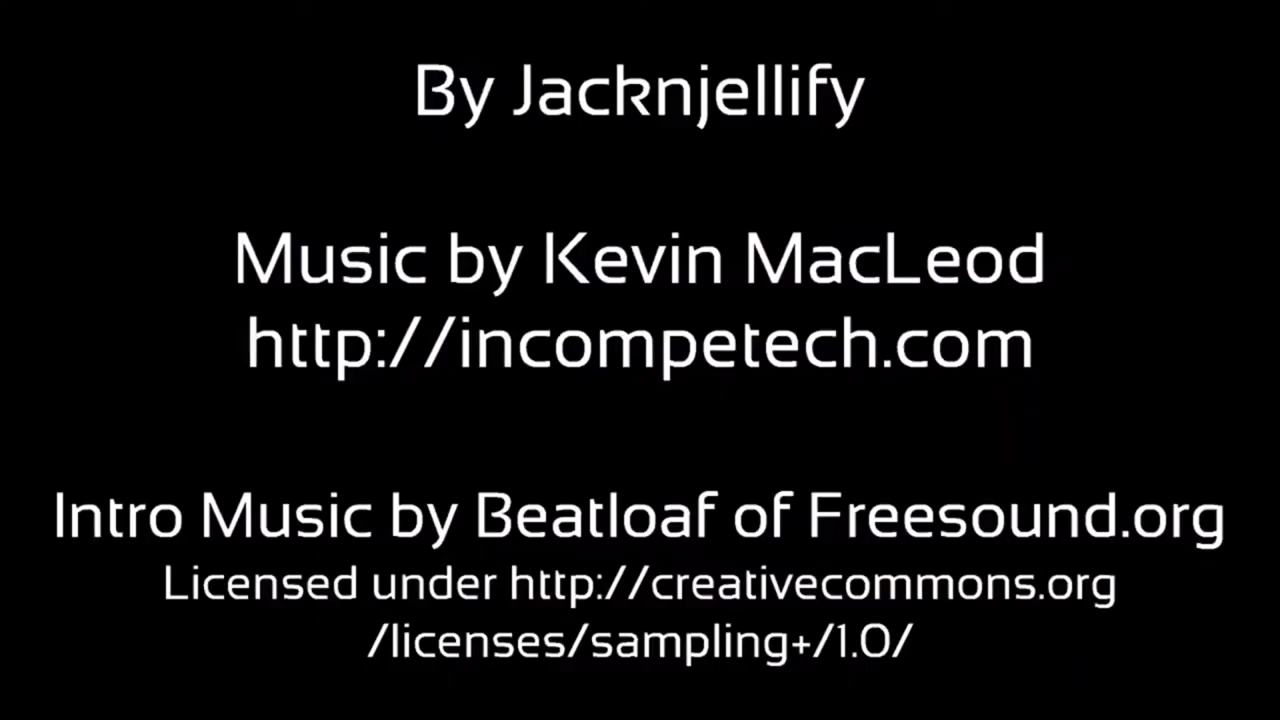 By Jacknjellify
Music by Kevin MacLeod
http://incompetech.com
Intro Music by Beatloaf of Freesound.org
Licensed under http://creativecommons.org
/licenses/sampling+/1.0/